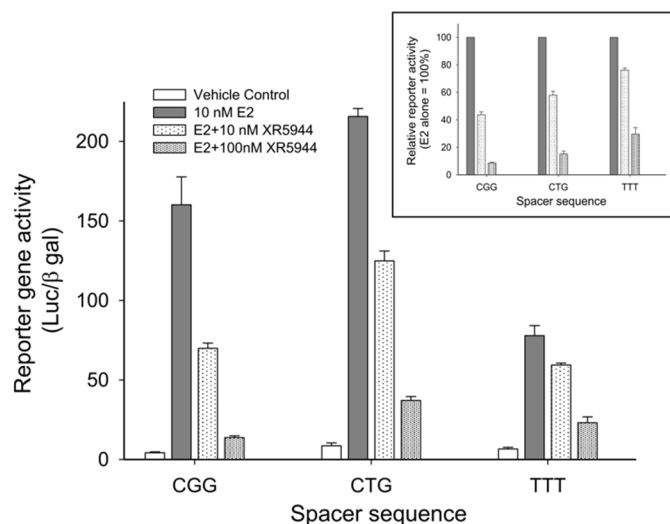 Reporter gene activity
(Luc/β gal)
200
150
100
50
0
Vehicle Control
10 nM E2
E2+10 nM XR5944
E2+100nM XR5944
CGG
CTG
TTT
Spacer sequence
Relative reporter activity
(E2 alone = 100%)
100
80
60
40
20
0
CGG
CTG
TTT
Spacer sequence